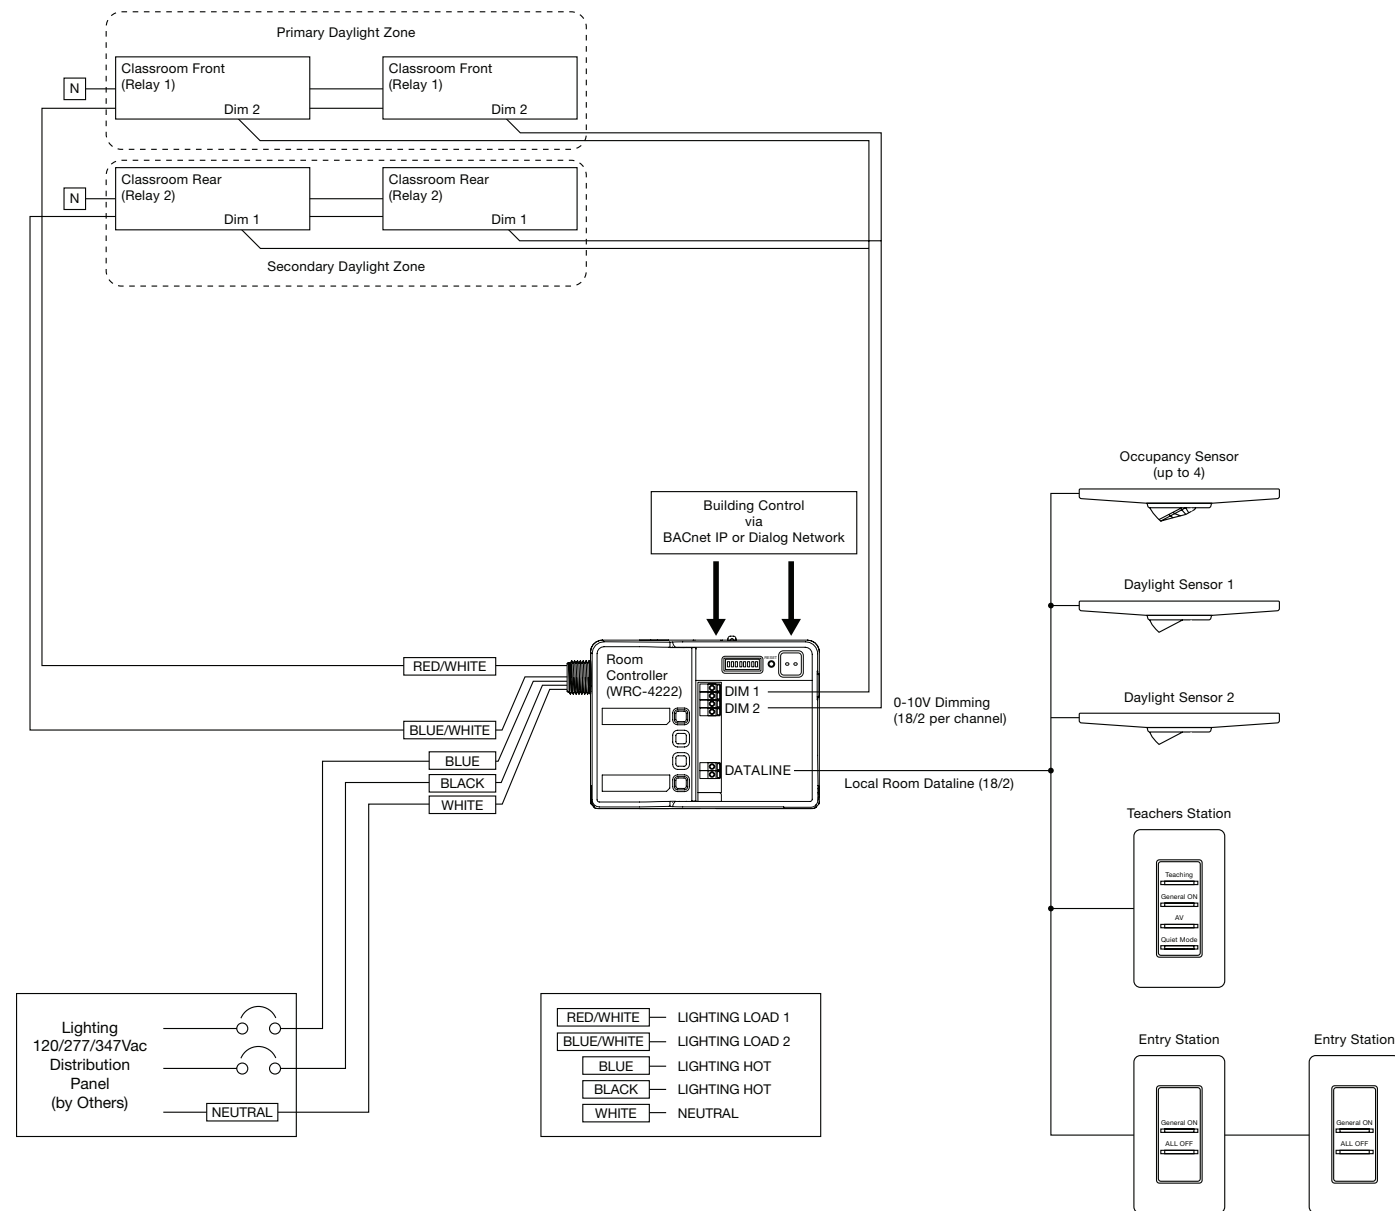 Primary Daylight Zone
Classroom Front
(Relay 1)
Dim 2
Classroom Front
(Relay 1)
Dim 2
N
Classroom Rear
(Relay 2)
Dim 1
Classroom Rear
(Relay 2)
Dim 1
N
Secondary Daylight Zone
Building Control
via
BACnet IP or Dialog Network
Occupancy Sensor
(up to 4)
Daylight Sensor 1
Daylight Sensor 2
RED/WHITE
BLUE/WHITE
BLUE
BLACK
WHITE
Room
Controller
(WRC-4222)
RESET
DIM 1
DIM 2
DATALINE
0-10V Dimming
(18/2 per channel)
Local Room Dataline (18/2)
Teachers Station
Teaching
General ON
AV
Quiet Mode
Lighting
120/277/347Vac
Distribution
Panel
(by Others)
NEUTRAL
RED/WHITE LIGHTING LOAD 1
BLUE/WHITE LIGHTING LOAD 2
BLUE LIGHTING HOT
BLACK LIGHTING HOT
WHITE NEUTRAL
Entry Station
General ON
ALL OFF
Entry Station
General ON
ALL OFF